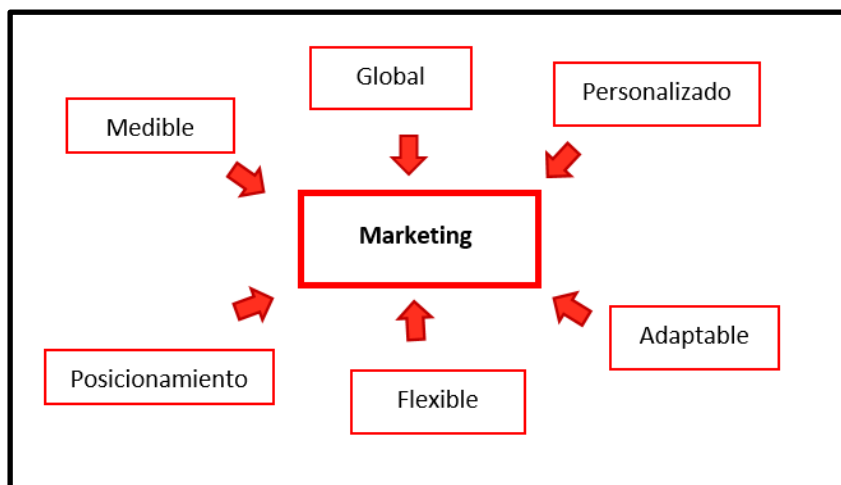 Global
Personalizado
Medible
Marketing
Adaptable
Posicionamiento
Flexible